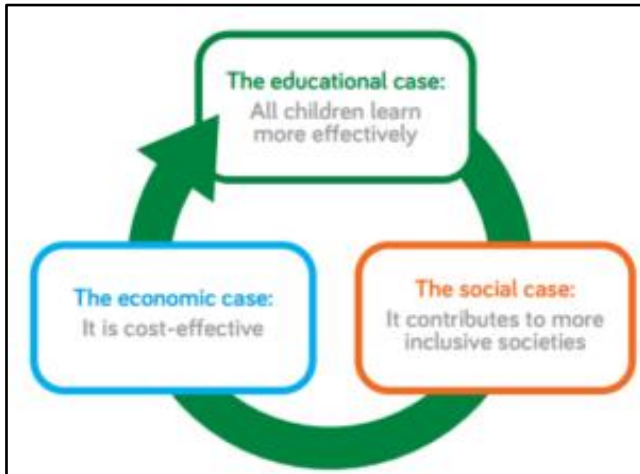 The educational case:
All children learn
more effectively
The economic case:
It is cost-effective
The social case:
It contributes to more
inclusive societies